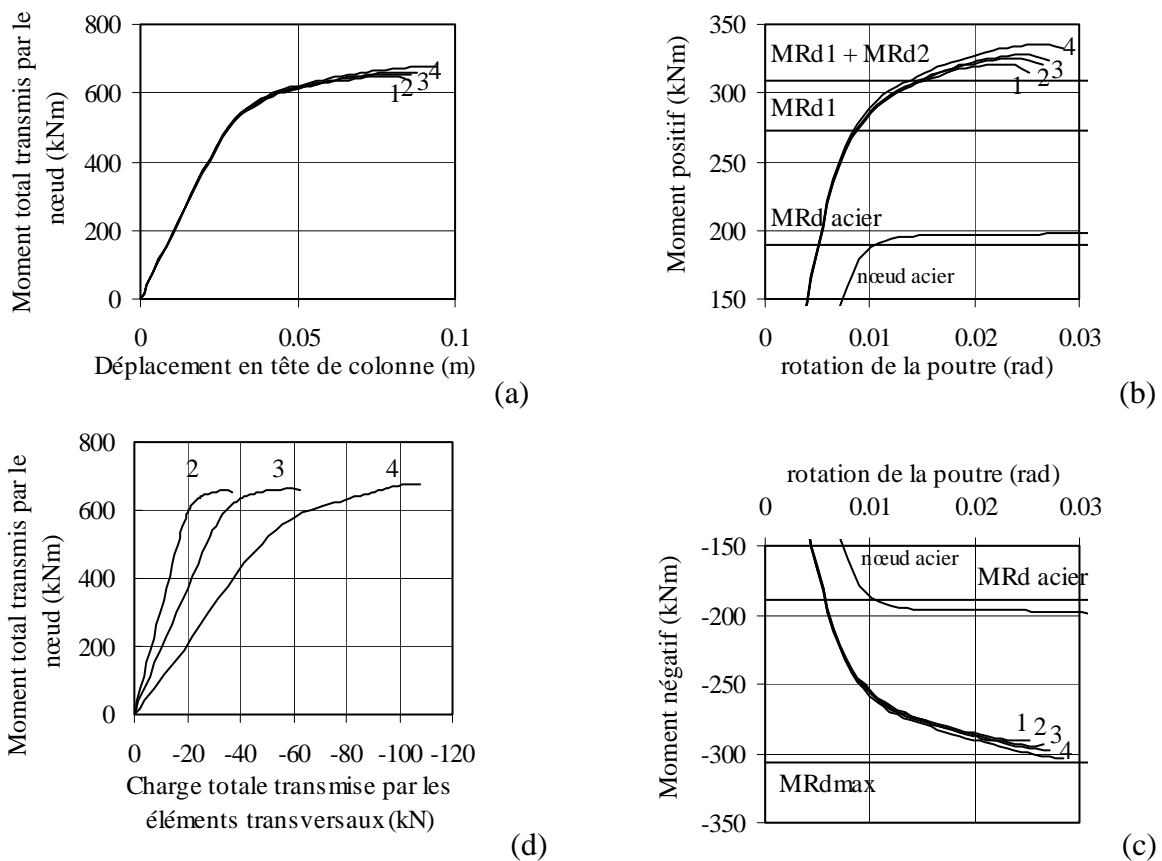 800
600
400
200
0
0 0.05 0.1
Moment total transmis par le
nœud (kNm)
Déplacement en tête de colonne (m)
1 2 3 4
(a)
350
300
250
200
150
0 0.01 0.02 0.03
Moment positif (kNm)
rotation de la poutre (rad)
MRd1 + MRd2
MRd1
MRd acier
nœud acier
4
3
2
1
(b)
800
600
400
200
0
0 -20 -40 -60 -80 -100 -120
Moment total transmis par le
nœud (kNm)
Charge totale transmise par les
éléments transversaux (kN)
2 3 4
(d)
rotation de la poutre (rad)
0 0.01 0.02 0.03
-150
-200
-250
-300
-350
Moment négatif (kNm)
nœud acier
MRd acier
1 2 3
4
MRdmax
(c)